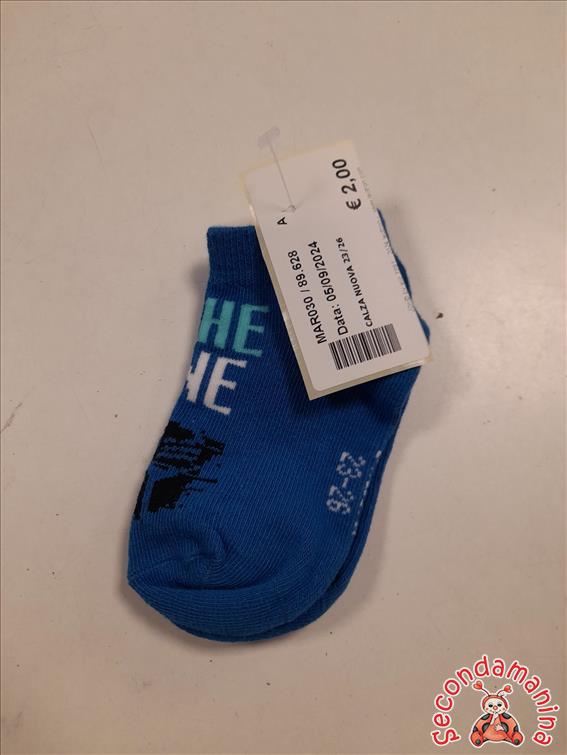 € 2,00
A
MAR030 / 89.628
Data: 05/09/2024
CALZA NUOVA 23/26
HE
NE
23-26
Secondamanina